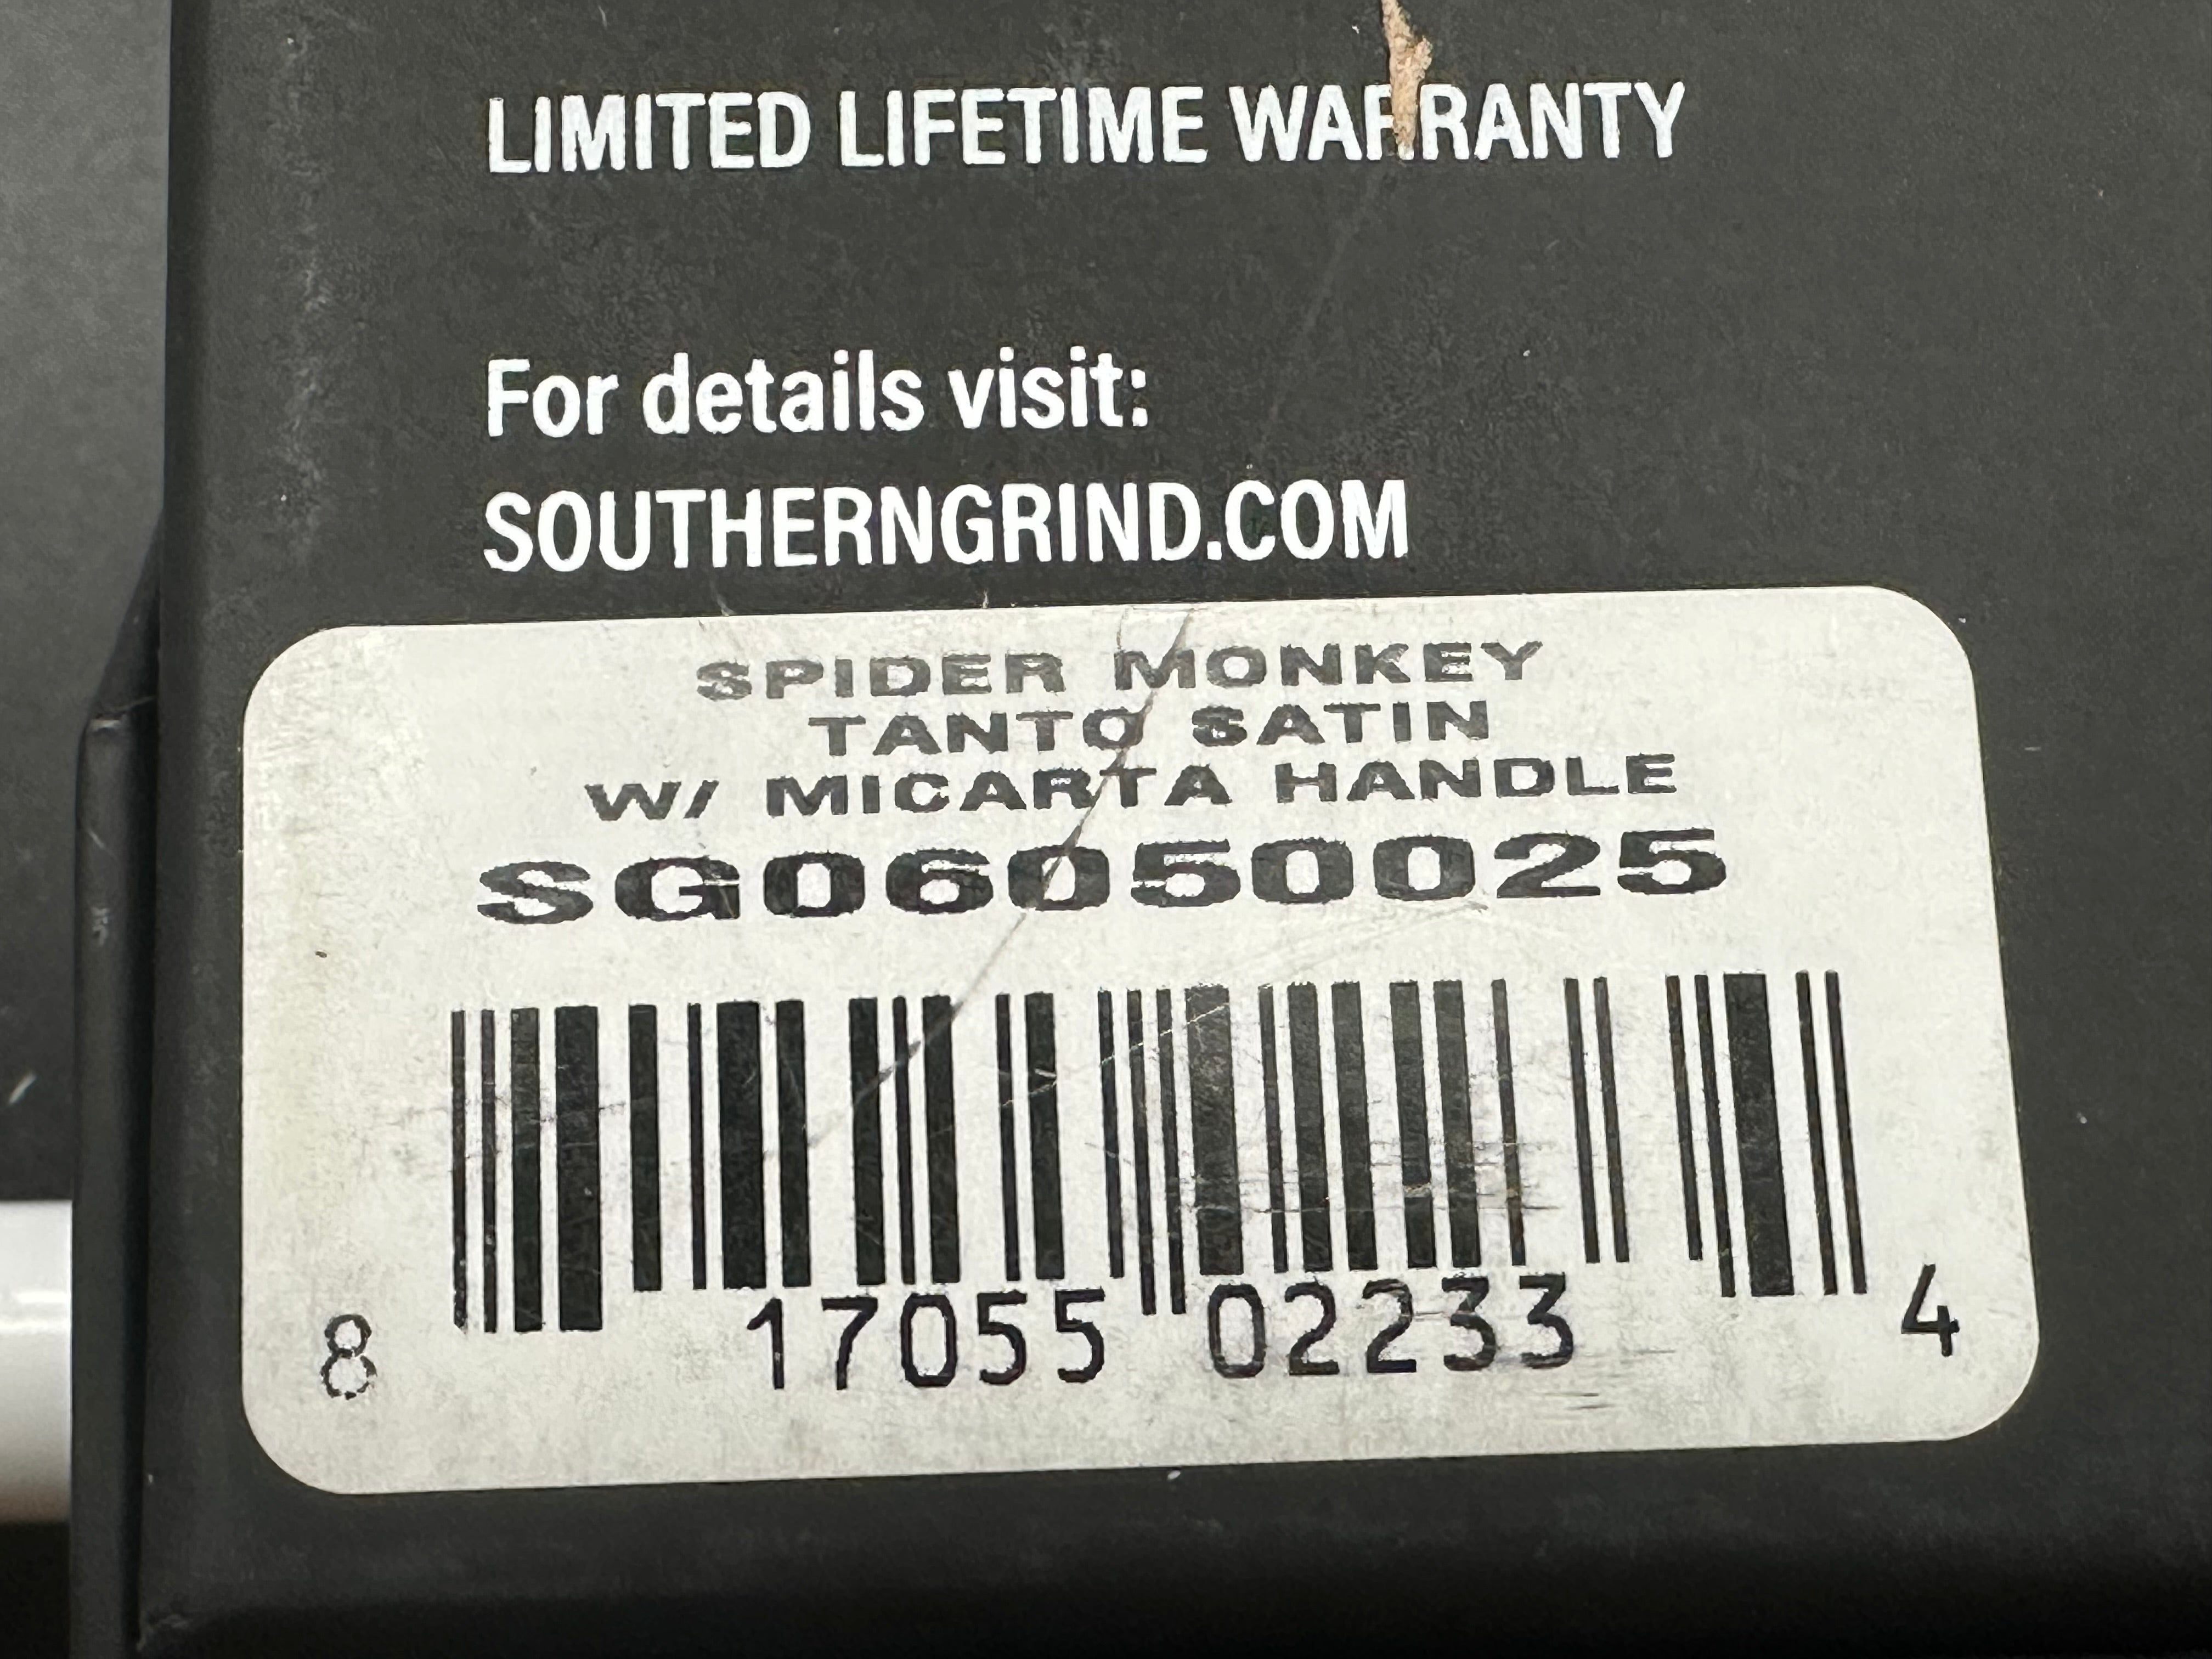 LIMITED LIFETIME WARRANTY
For details visit:
SOUTHERNGRIND.COM
SPIDER MONKEY
TANTO SATIN
W/ MICARTA HANDLE
SG06050025
8 17055 02233 4